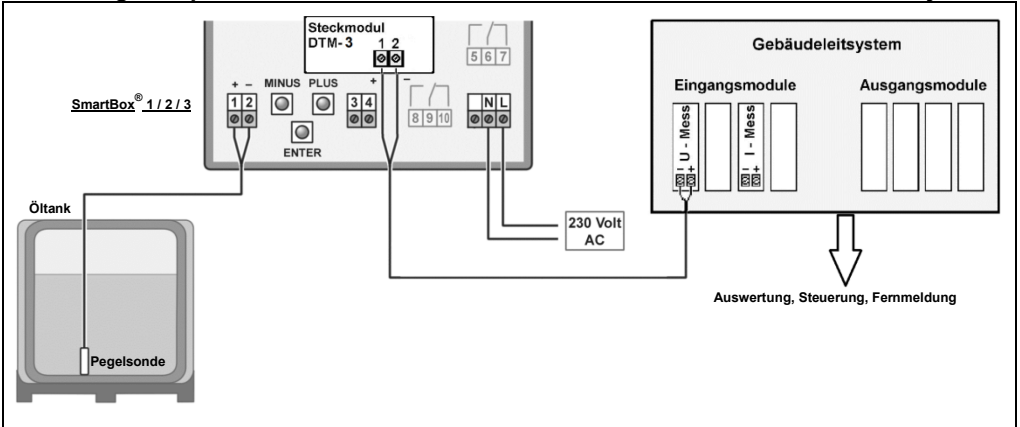 Steckmodul
DTM- 3 1 2
5 6 7
+ - MINUS PLUS + -
SmartBox® 1 / 2 / 3
1 2 3 4 N L
8 9 10
ENTER
Gebäudeleitsystem
Eingangsmodule Ausgangsmodule
U - Mess
- +
I - Mess
- +
230 Volt
AC
Öltank
Pegelsonde
Auswertung, Steuerung, Fernmeldung